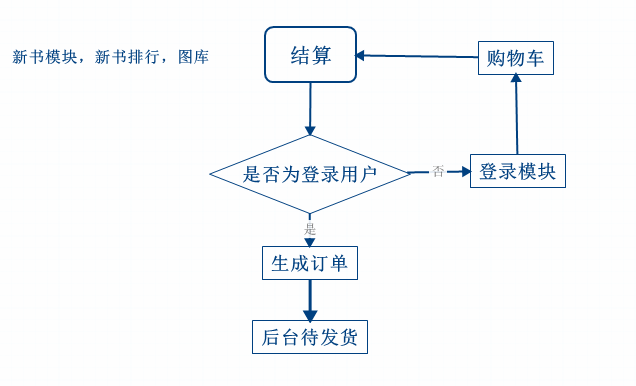 新书模块，新书排行，图库
结算
购物车
是否为登录用户
否
登录模块
是
生成订单
后台待发货